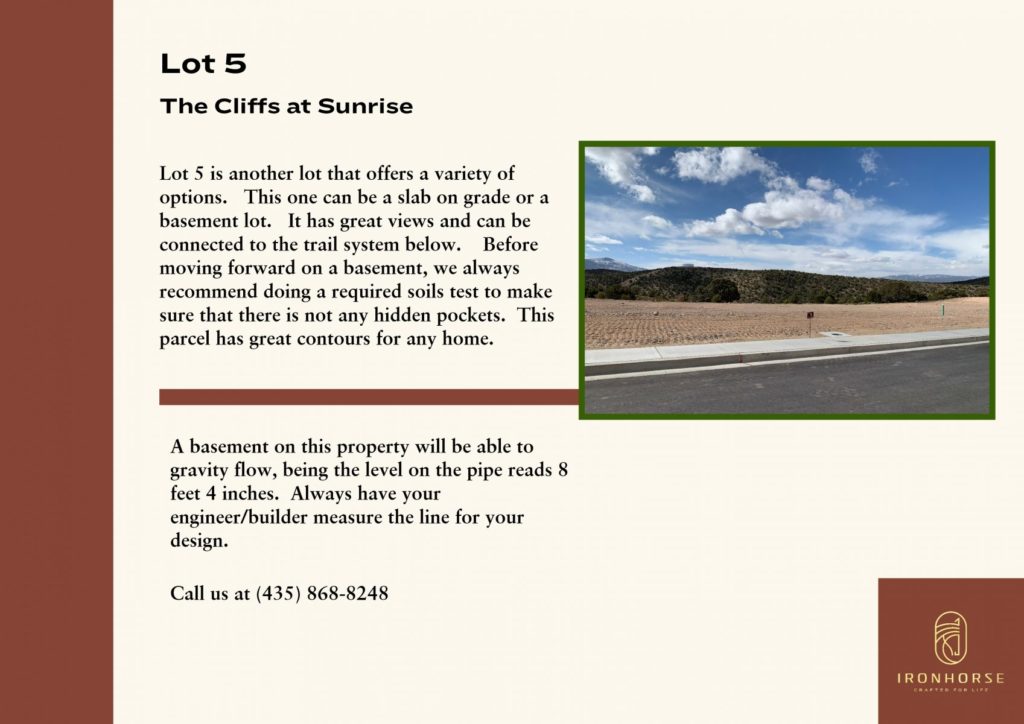 Lot 5
The Cliffs at Sunrise
Lot 5 is another lot that offers a variety of
options. This one can be a slab on grade or a
basement lot. It has great views and can be
connected to the trail system below. Before
moving forward on a basement, we always
recommend doing a required soils test to make
sure that there is not any hidden pockets. This
parcel has great contours for any home.
A basement on this property will be able to
gravity flow, being the level on the pipe reads 8
feet 4 inches. Always have your
engineer/builder measure the line for your
design.
Call us at (435) 868-8248
IRONHORSE
CRAFTED FOR LIFE